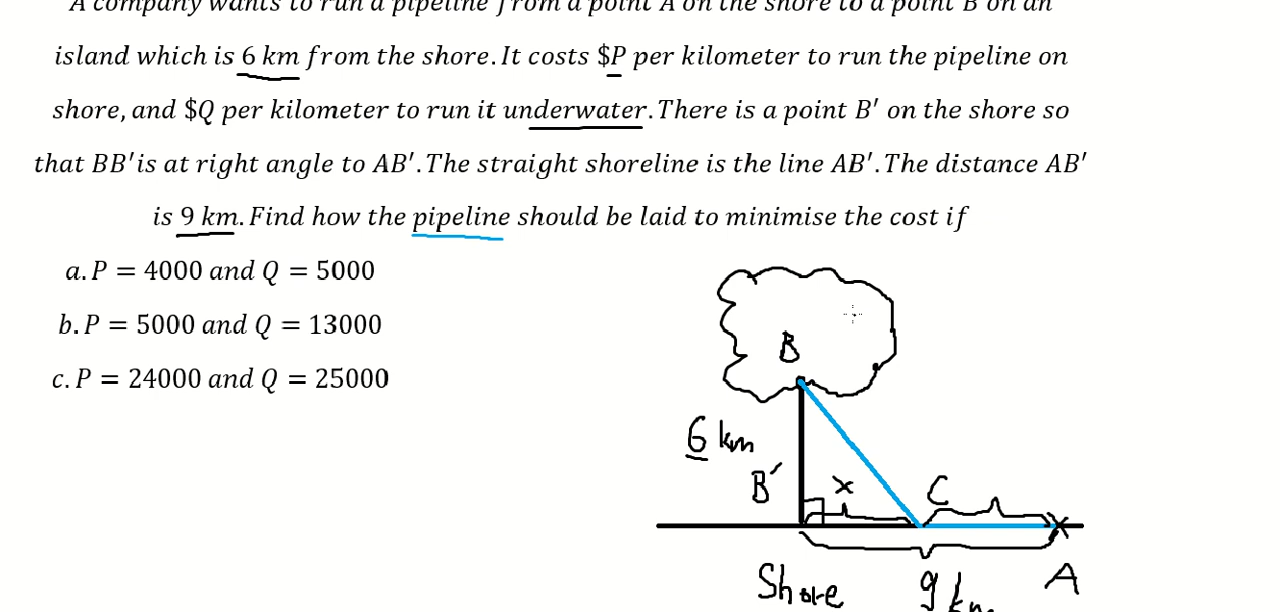 A company wants to run a pipeline from a point A on the shore to a point B on an
island which is 6 km from the shore. It costs $P per kilometer to run the pipeline on
shore, and $Q per kilometer to run it underwater. There is a point B′ on the shore so
that BB′is at right angle to AB′. The straight shoreline is the line AB′. The distance AB′
is 9 km. Find how the pipeline should be laid to minimise the cost if
a. P = 4000 and Q = 5000
b. P = 5000 and Q = 13000
c. P = 24000 and Q = 25000
B
6 km
B′
x
C
Shore
9 km
A